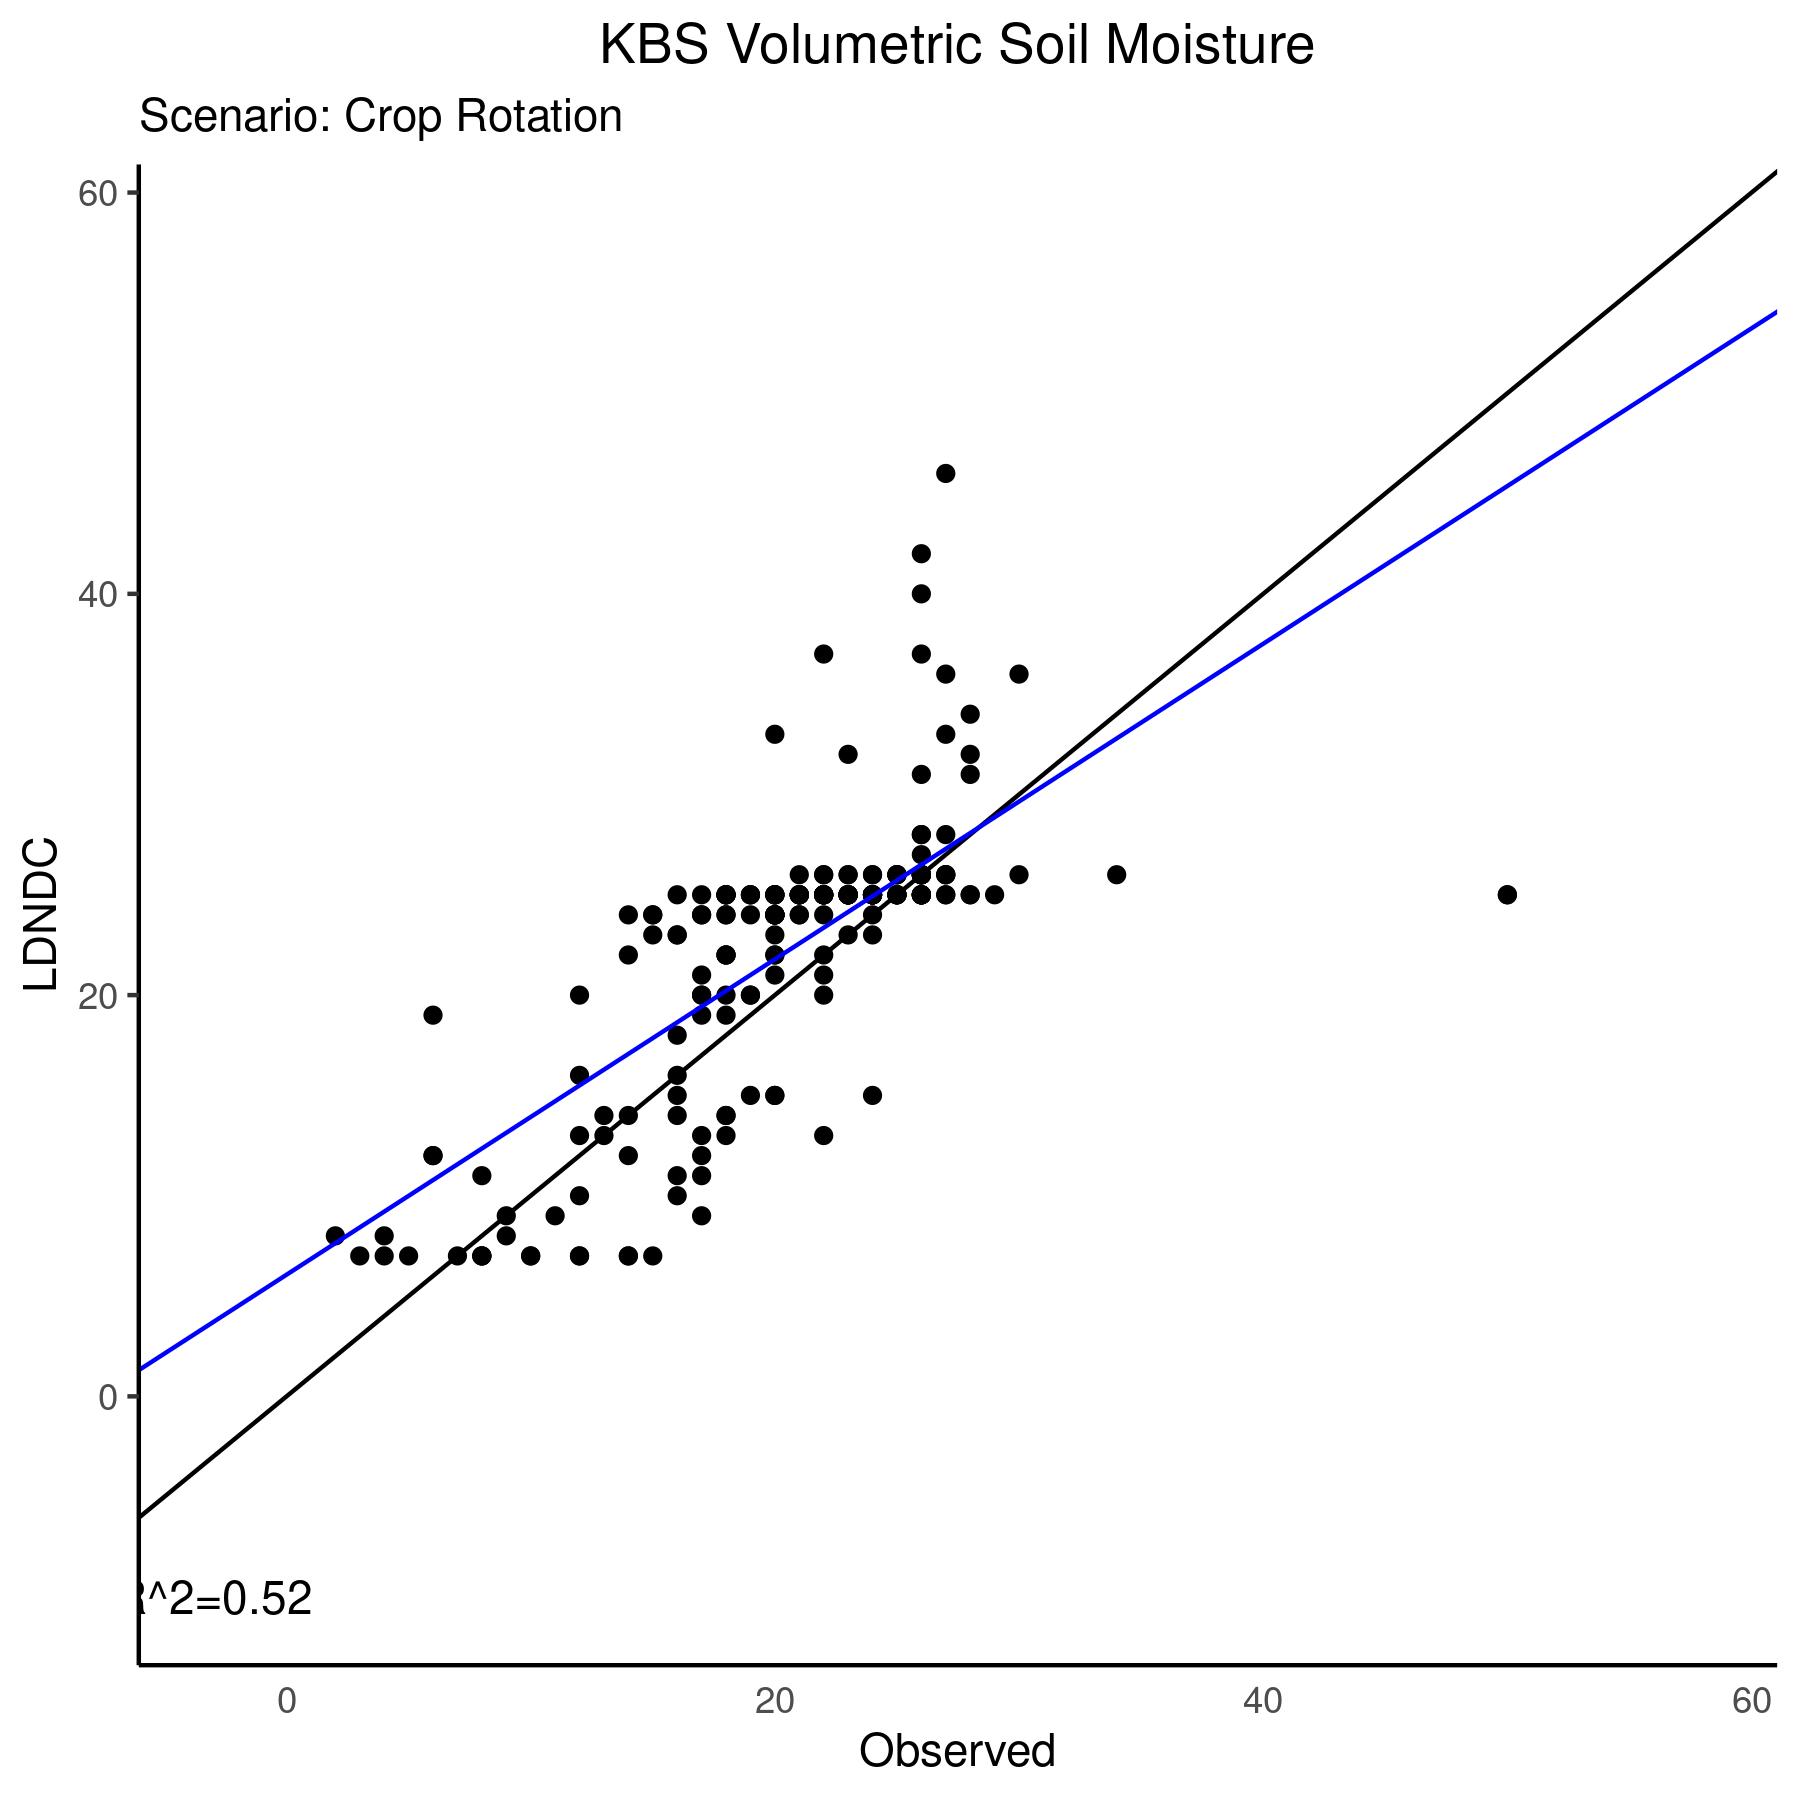 KBS Volumetric Soil Moisture
Scenario: Crop Rotation
60
40
20
0
LDNDC
^2=0.52
0 20 40 60
Observed